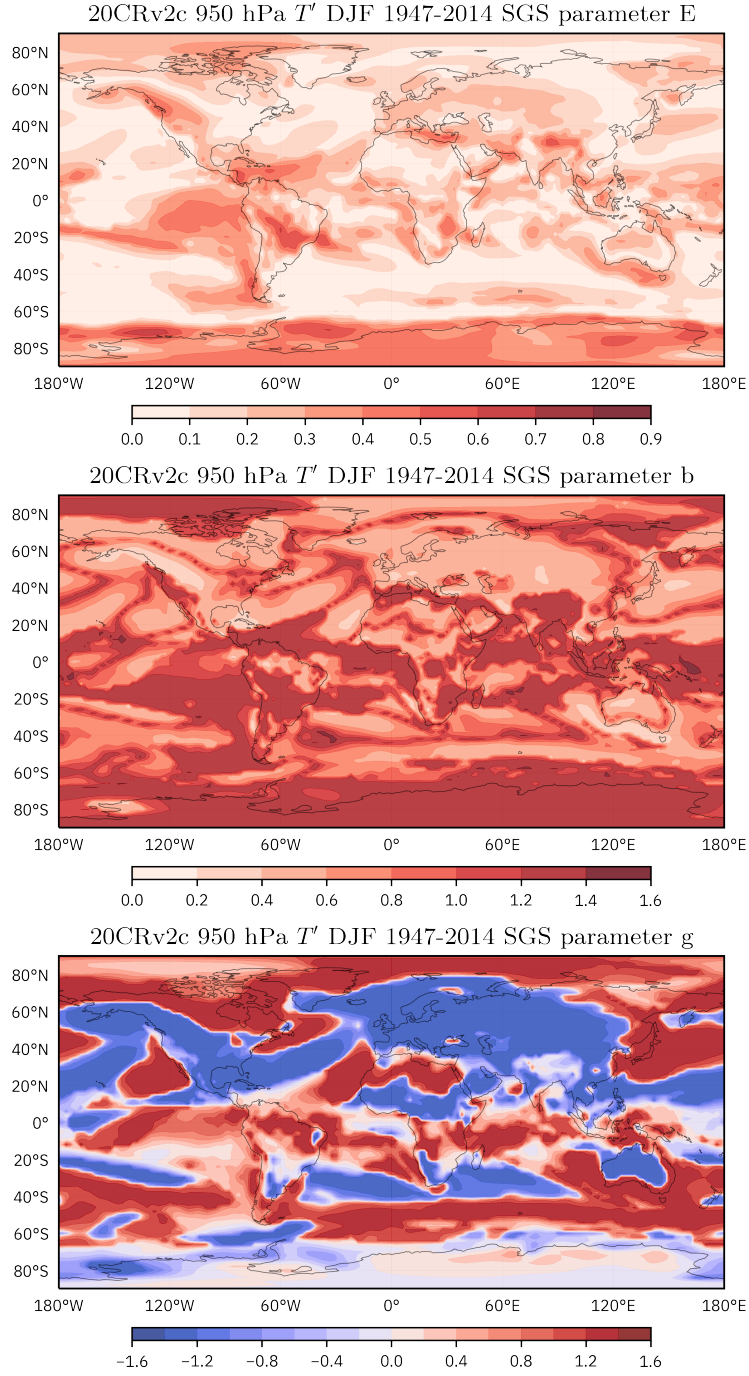 20CRv2c 950 hPa T′ DJF 1947-2014 SGS parameter E
80°N
60°N
40°N
20°N
0°
20°S
40°S
60°S
80°S
180°W 120°W 60°W 0° 60°E 120°E 180°E
0.0 0.1 0.2 0.3 0.4 0.5 0.6 0.7 0.8 0.9
20CRv2c 950 hPa T′ DJF 1947-2014 SGS parameter b
80°N
60°N
40°N
20°N
0°
20°S
40°S
60°S
80°S
180°W 120°W 60°W 0° 60°E 120°E 180°E
0.0 0.2 0.4 0.6 0.8 1.0 1.2 1.4 1.6
20CRv2c 950 hPa T′ DJF 1947-2014 SGS parameter g
80°N
60°N
40°N
20°N
0°
20°S
40°S
60°S
80°S
180°W 120°W 60°W 0° 60°E 120°E 180°E
−1.6 −1.2 −0.8 −0.4 0.0 0.4 0.8 1.2 1.6